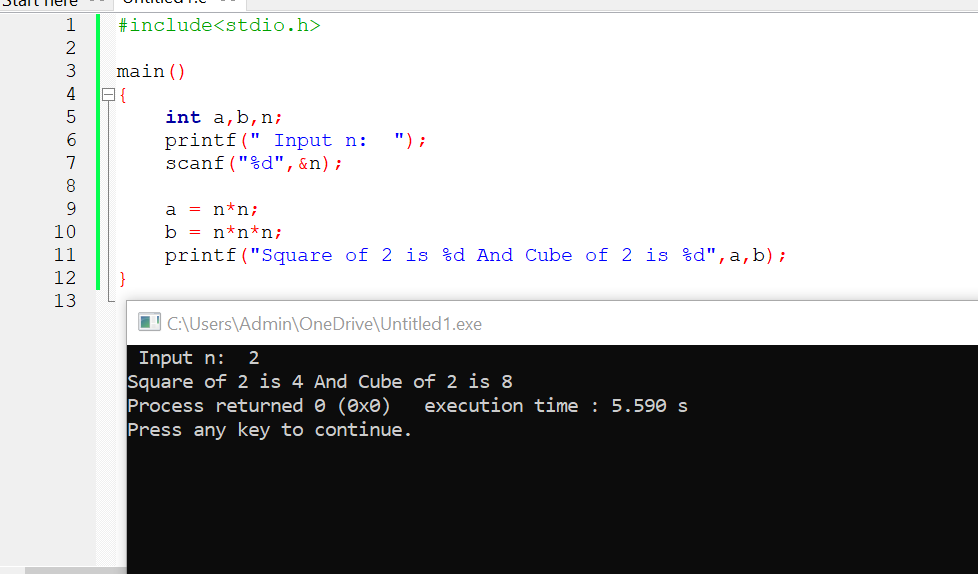 Start here
Untitled1.c
1 #include<stdio.h>
2
3 main()
4 {
5 int a,b,n;
6 printf(" Input n:  ");
7 scanf("%d",&n);
8
9 a = n*n;
10 b = n*n*n;
11 printf("Square of 2 is %d And Cube of 2 is %d",a,b);
12 }
13
C:\Users\Admin\OneDrive\Untitled1.exe
Input n:  2
Square of 2 is 4 And Cube of 2 is 8
Process returned 0 (0x0)   execution time : 5.590 s
Press any key to continue.